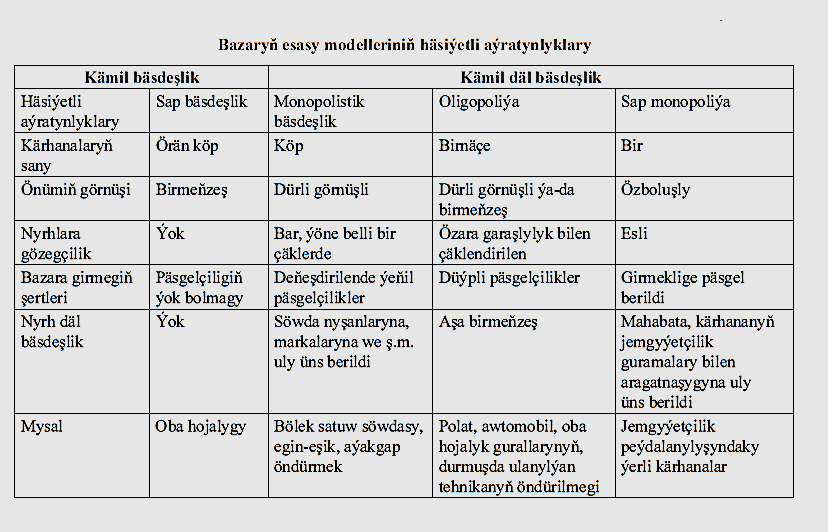 Bazaryň esasy modelleriniň häsiýetli aýratynlyklary
Kämil bäsdeşlik
Kämil däl bäsdeşlik
Häsiýetli
aýratynlyklary
Sap bäsdeşlik
Monopolistik
bäsdeşlik
Oligopoliýa
Sap monopoliýa
Kärhanalaryň
sany
Örän köp
Köp
Birnäçe
Bir
Önümiň görnüşi
Birmeňzeş
Dürli görnüşli
Dürli görnüşli ýa-da
birmeňzeş
Özboluşly
Nyrhlara
gözegçilik
Ýok
Bar, ýöne belli bir
çäklerde
Özara garaşlylyk bilen
çäklendirilen
Esli
Bazara girmegiň
şertleri
Päsgelçiligiň
ýok bolmagy
Deňeşdirilende ýeňil
päsgelçilikler
Düýpli päsgelçilikler
Girmeklige päsgel
berildi
Nyrh däl
bäsdeşlik
Ýok
Söwda nyşanlaryna,
markalaryna we ş.m.
uly üns berildi
Aşa birmeňzeş
Mahabata, kärhananyň
jemgyýetçilik
guramalary bilen
aragatnaşygyna uly
üns berildi
Mysal
Oba hojalygy
Bölek satuw söwdasy,
egin-eşik, aýakgap
öndürmek
Polat, awtomobil, oba
hojalyk gurallarynyň,
durmuşda ulanylýan
tehnikanyň öndürilmegi
Jemgyýetçilik
peýdalanylyşyndaky
ýerli kärhanalar